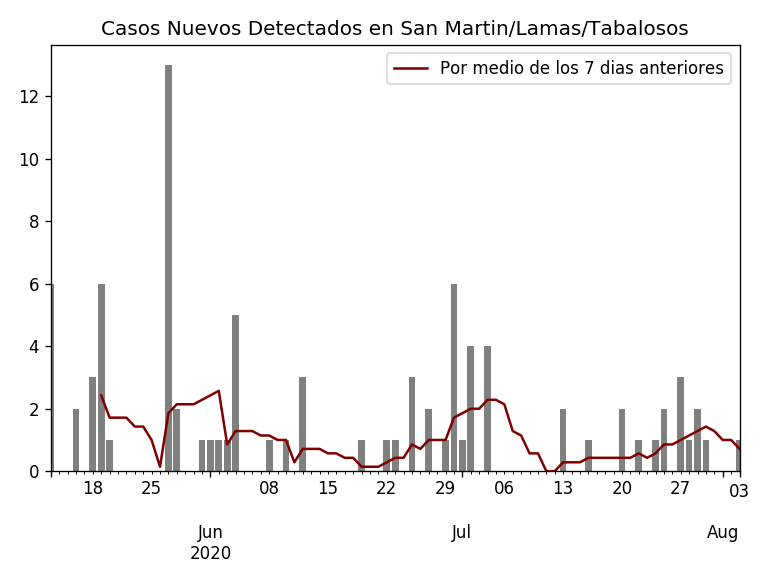 Casos Nuevos Detectados en San Martin/Lamas/Tabalosos
Por medio de los 7 dias anteriores
12
10
8
6
4
2
0
18 25 08 15 22 29 06 13 20 27 03
Jun Jul Aug
2020